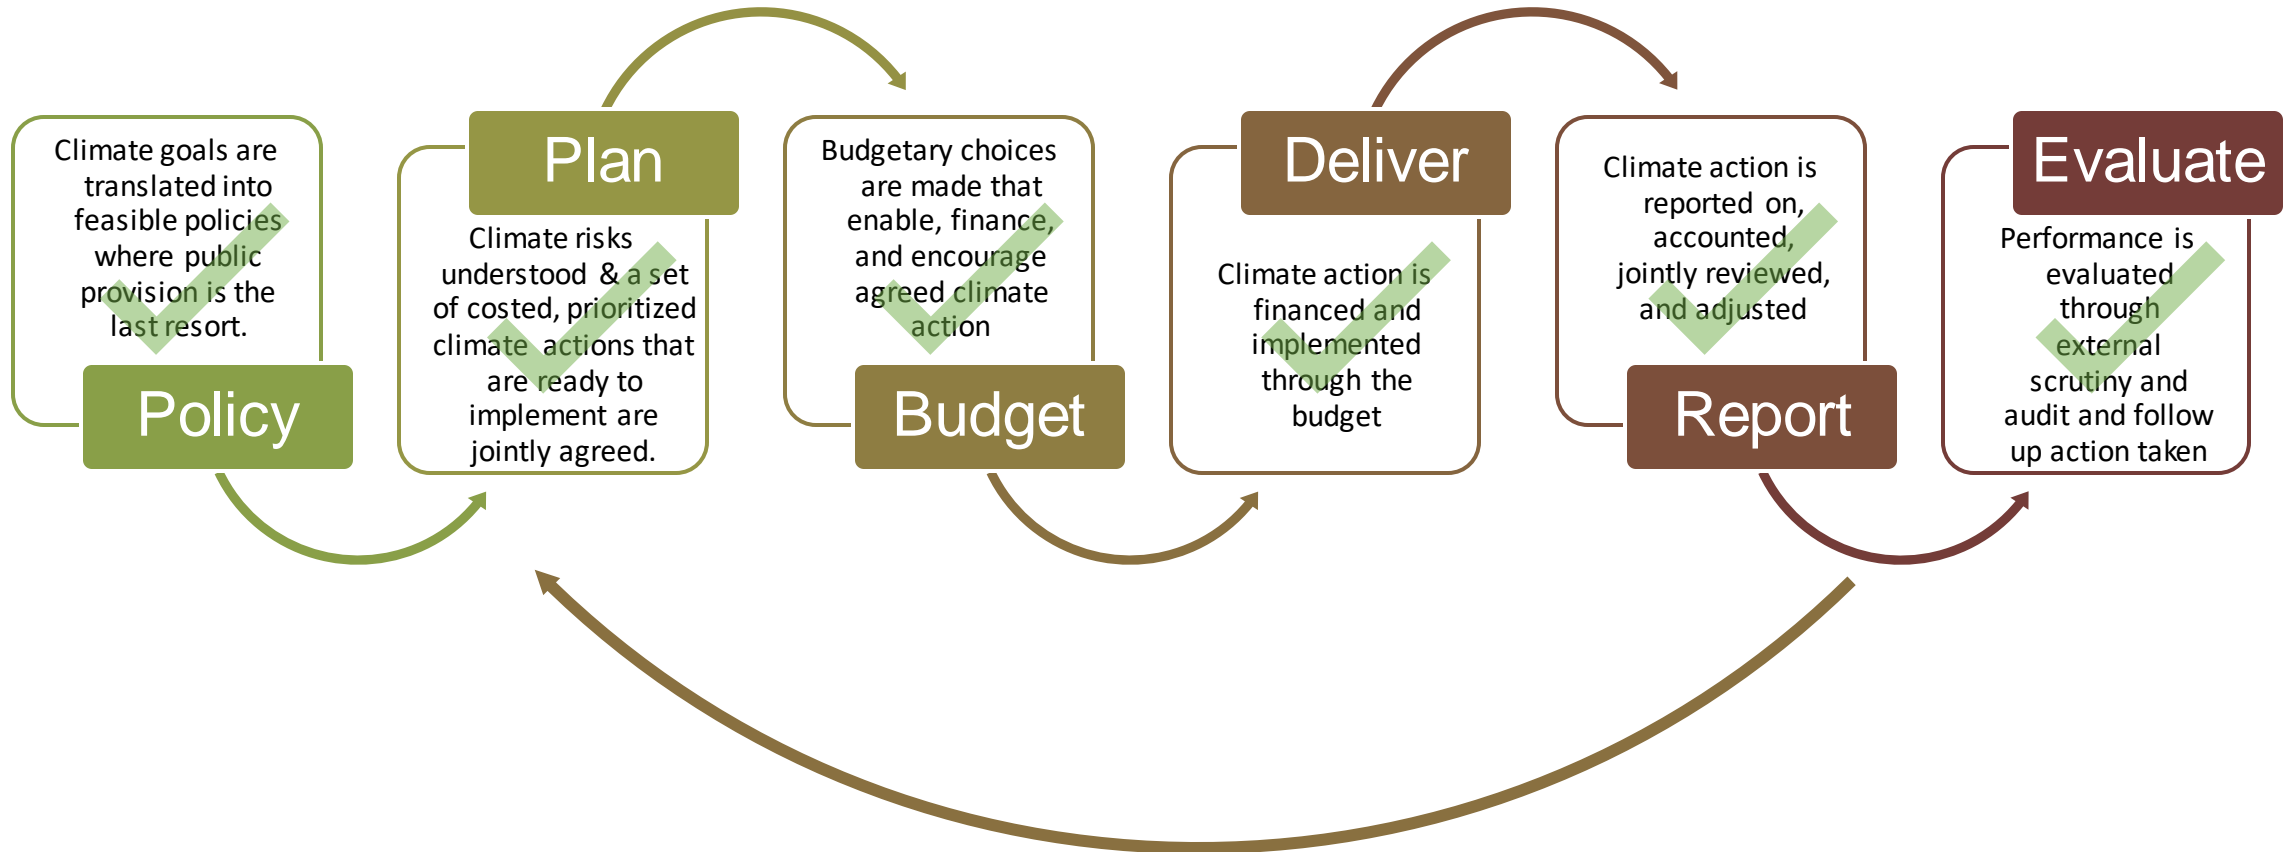 Climate goals are
translated into
feasible policies
where public
provision is the
last resort.
Policy
Plan
Climate risks
understood & a set
of costed, prioritized
climate actions that
are ready to
implement are
jointly agreed.
Budgetary choices
are made that
enable, finance,
and encourage
agreed climate
action
Budget
Deliver
Climate action is
financed and
implemented
through the
budget
Climate action is
reported on,
accounted,
jointly reviewed,
and adjusted
Report
Evaluate
Performance is
evaluated
through
external
scrutiny and
audit and follow
up action taken